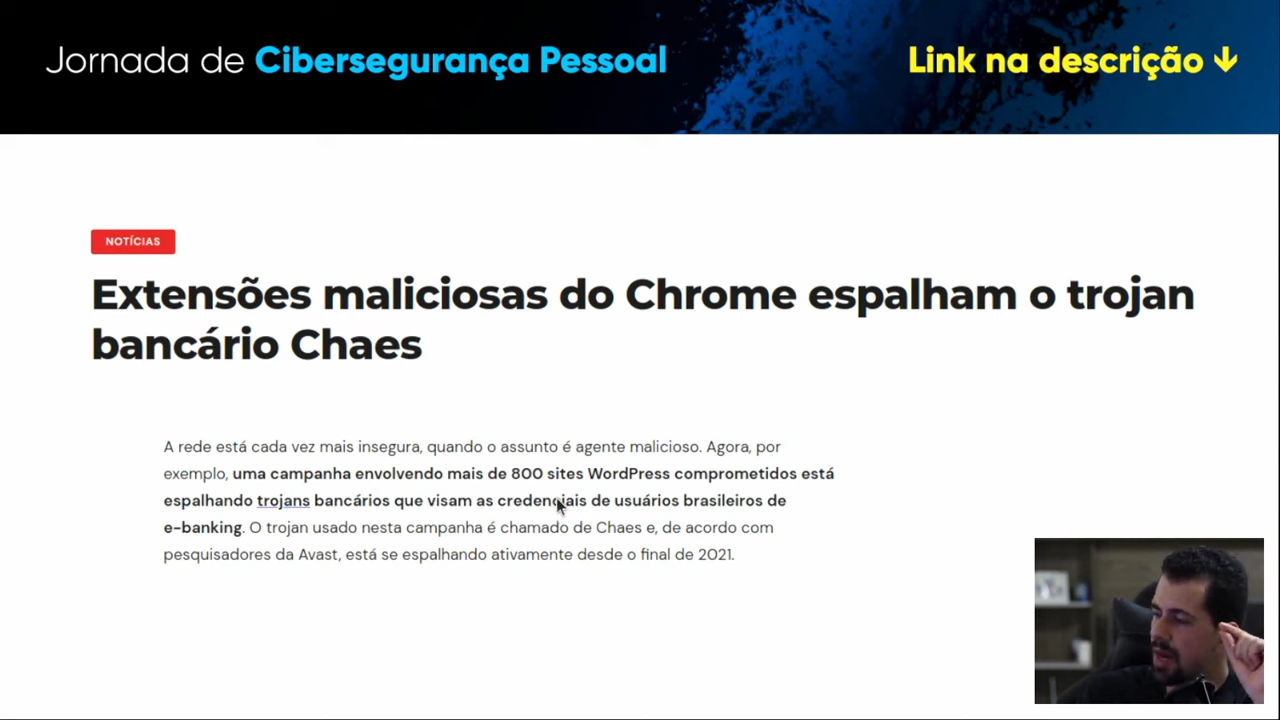 Jornada de Cibersegurança Pessoal
Link na descrição ↓
NOTÍCIAS
Extensões maliciosas do Chrome espalham o trojan
bancário Chaes
A rede está cada vez mais insegura, quando o assunto é agente malicioso. Agora, por
exemplo, uma campanha envolvendo mais de 800 sites WordPress comprometidos está
espalhando trojans bancários que visam as credenciais de usuários brasileiros de
e-banking. O trojan usado nesta campanha é chamado de Chaes e, de acordo com
pesquisadores da Avast, está se espalhando ativamente desde o final de 2021.